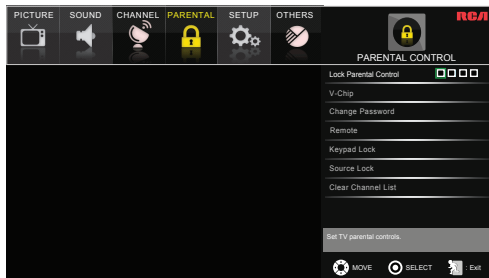 PICTURE SOUND CHANNEL PARENTAL SETUP OTHERS
RCA
PARENTAL CONTROL
Lock Parental Control
V-Chip
Change Password
Remote
Keypad Lock
Source Lock
Clear Channel List
Set TV parental controls.
MOVE SELECT : Exit